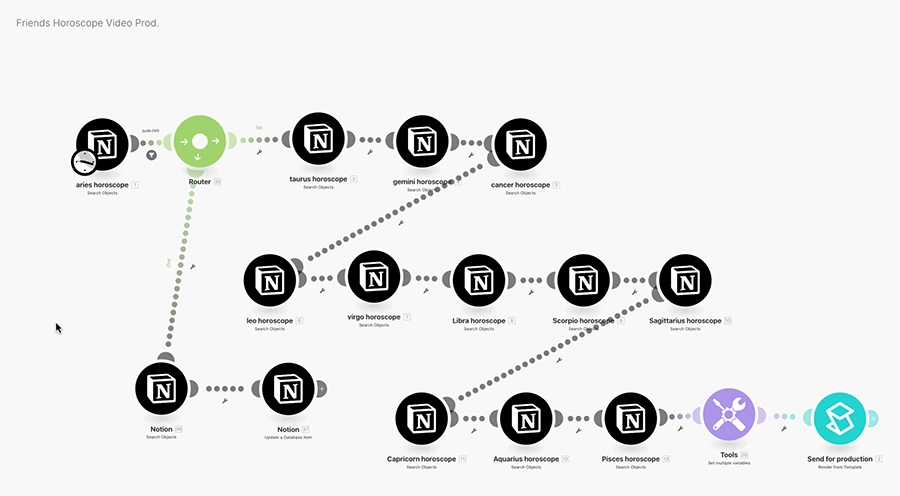 Friends Horoscope Video Prod.
aries horoscope 1
Search Objects
Router
1st
taurus horoscope 3
Search Objects
gemini horoscope
Search Objects
cancer horoscope 5
Search Objects
2nd
leo horoscope 6
Search Objects
virgo horoscope 7
Search Objects
Libra horoscope 8
Search Objects
Scorpio horoscope 9
Search Objects
Sagittarius horoscope 10
Search Objects
Notion
Search Objects
Notion 37
Update a Database Item
Capricorn horoscope 11
Search Objects
Aquarius horoscope 12
Search Objects
Pisces horoscope 13
Search Objects
Tools
Set multiple variables
Send for production 2
Render from Template